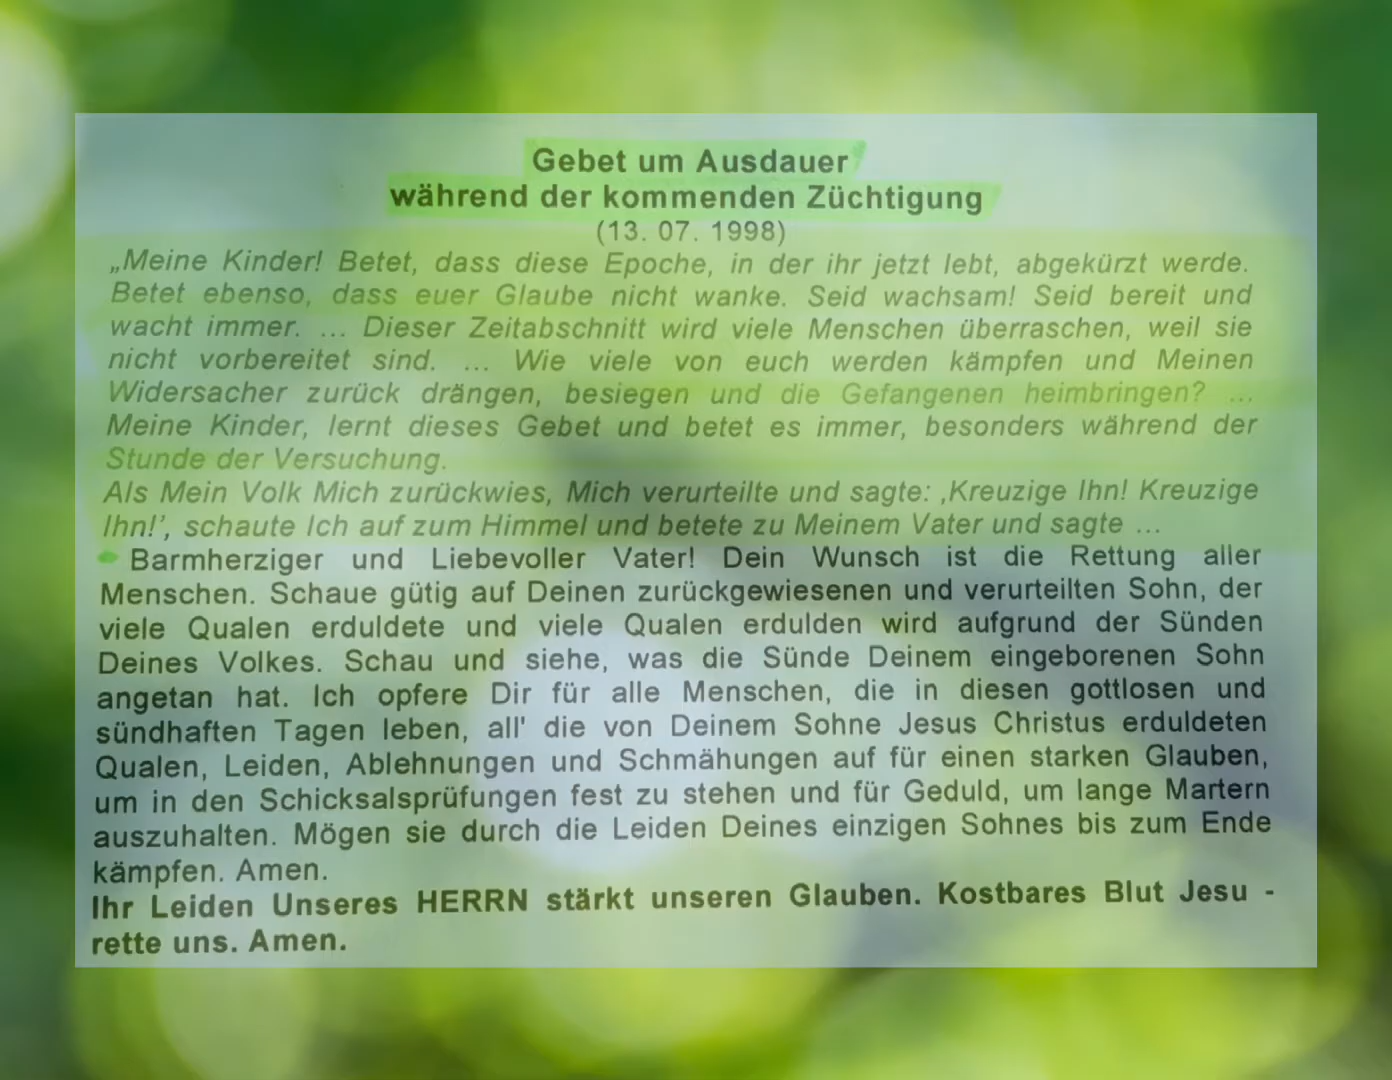 Gebet um Ausdauer
während der kommenden Züchtigung
(13. 07. 1998)
„Meine Kinder! Betet, dass diese Epoche, in der ihr jetzt lebt, abgekürzt werde.
Betet ebenso, dass euer Glaube nicht wanke. Seid wachsam! Seid bereit und
wacht immer. ... Dieser Zeitabschnitt wird viele Menschen überraschen, weil sie
nicht vorbereitet sind. ... Wie viele von euch werden kämpfen und Meinen
Widersacher zurück drängen, besiegen und die Gefangenen heimbringen? ...
Meine Kinder, lernt dieses Gebet und betet es immer, besonders während der
Stunde der Versuchung.
Als Mein Volk Mich zurückwies, Mich verurteilte und sagte: ‚Kreuzige Ihn! Kreuzige
Ihn!’, schaute Ich auf zum Himmel und betete zu Meinem Vater und sagte ...
Barmherziger und Liebevoller Vater! Dein Wunsch ist die Rettung aller
Menschen. Schaue gütig auf Deinen zurückgewiesenen und verurteilten Sohn, der
viele Qualen erduldete und viele Qualen erdulden wird aufgrund der Sünden
Deines Volkes. Schau und siehe, was die Sünde Deinem eingeborenen Sohn
angetan hat. Ich opfere Dir für alle Menschen, die in diesen gottlosen und
sündhaften Tagen leben, all' die von Deinem Sohne Jesus Christus erduldeten
Qualen, Leiden, Ablehnungen und Schmähungen auf für einen starken Glauben,
um in den Schicksalsprüfungen fest zu stehen und für Geduld, um lange Martern
auszuhalten. Mögen sie durch die Leiden Deines einzigen Sohnes bis zum Ende
kämpfen. Amen.
Ihr Leiden Unseres HERRN stärkt unseren Glauben. Kostbares Blut Jesu -
rette uns. Amen.